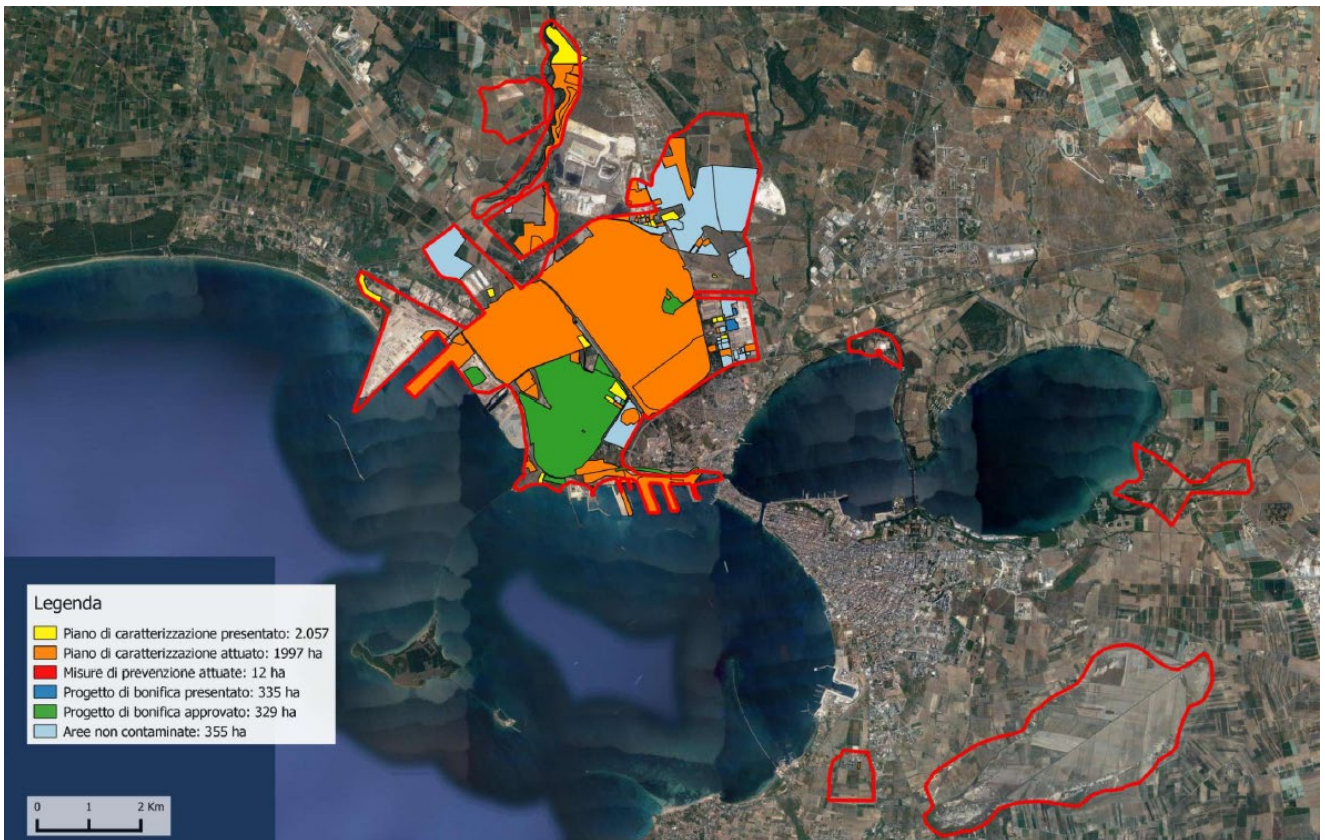 Legenda
Piano di caratterizzazione presentato: 2.057
Piano di caratterizzazione attuato: 1997 ha
Misure di prevenzione attuate: 12 ha
Progetto di bonifica presentato: 335 ha
Progetto di bonifica approvato: 329 ha
Aree non contaminate: 355 ha
0 1 2 Km